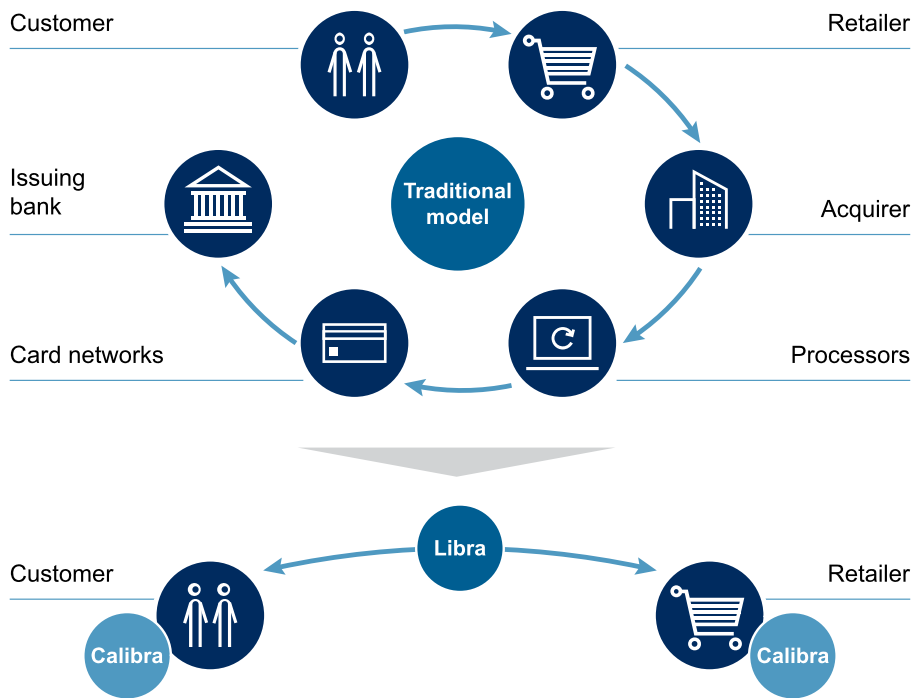 Customer
Retailer
Issuing
bank
Traditional
model
Acquirer
Card networks
Processors
Libra
Customer
Retailer
Calibra
Calibra